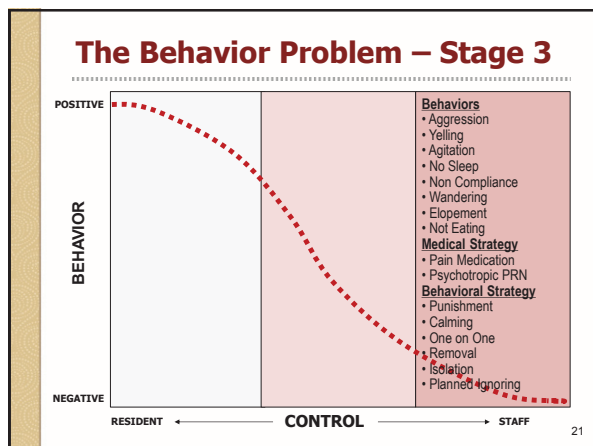 The Behavior Problem – Stage 3
POSITIVE
BEHAVIOR
NEGATIVE
Behaviors
• Aggression
• Yelling
• Agitation
• No Sleep
• Non Compliance
• Wandering
• Elopement
• Not Eating
Medical Strategy
• Pain Medication
• Psychotropic PRN
Behavioral Strategy
• Punishment
• Calming
• One on One
• Removal
• Isolation
• Planned Ignoring
RESIDENT
CONTROL
STAFF
21